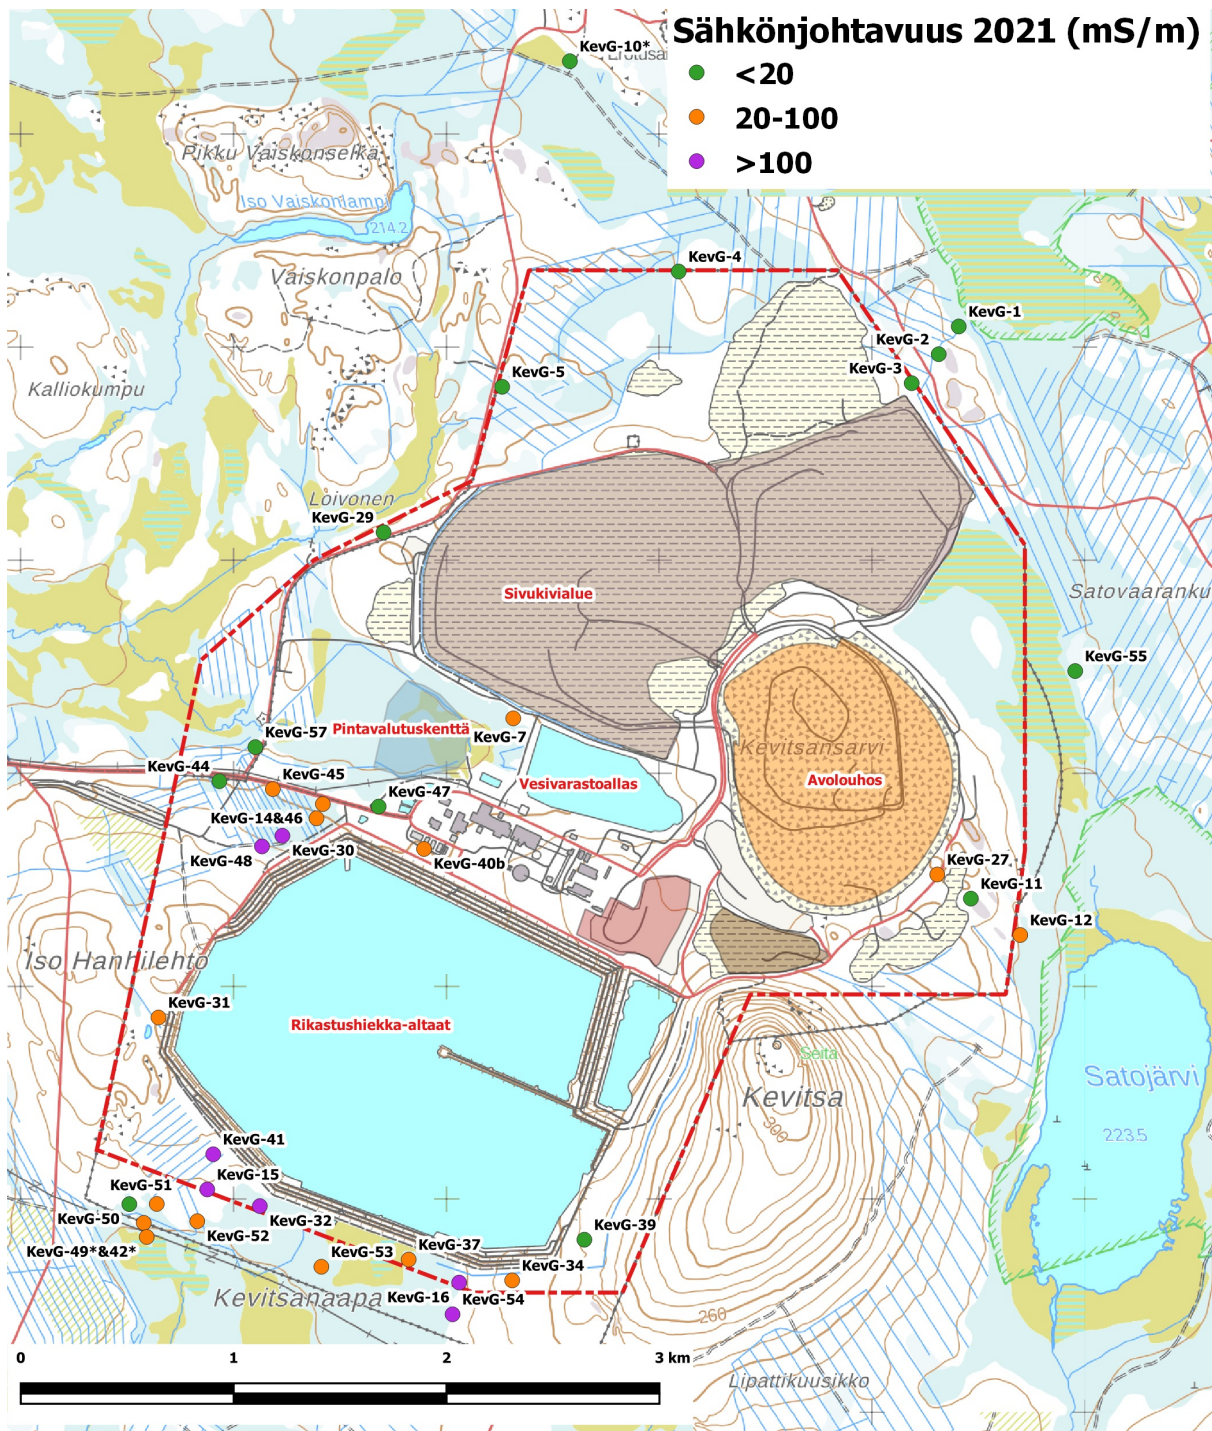 Sähkönjohtavuus 2021 (mS/m)
<20
20-100
>100
KevG-10*
Pikku Vaiskonselkä
Iso Vaiskonlampi
214.2
Vaiskonpalo
KevG-4
KevG-1
KevG-2
KevG-3
KevG-5
Kalliokumpu
Loivonen
KevG-29
Sivukivialue
Satovaaranku
KevG-55
KevG-57
Pintavalutuskenttä
KevG-7
Kevitsansarvi
KevG-44
KevG-45
Vesivarastoallas
Avolouhos
KevG-47
KevG-14&46
KevG-48
KevG-30
KevG-40b
KevG-27
KevG-11
KevG-12
Iso Hanhilehto
KevG-31
Rikastushiekka-altaat
Seita
Kevitsa
Satojärvi
300
223.5
KevG-41
KevG-15
KevG-51
KevG-50
KevG-32
KevG-52
KevG-49*&42*
KevG-39
KevG-53
KevG-37
KevG-34
Kevitsanaapa
KevG-16
KevG-54
260
0 1 2 3 km
Lipattikuusikko